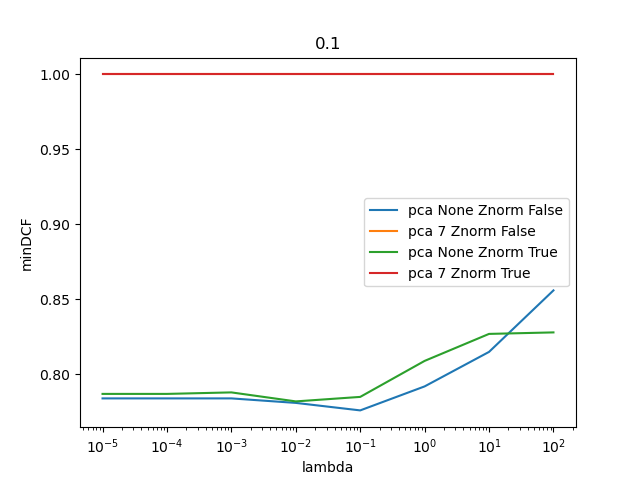 0.1
1.00
0.95
0.90
0.85
0.80
minDCF
pca None Znorm False
pca 7 Znorm False
pca None Znorm True
pca 7 Znorm True
10⁻⁵ 10⁻⁴ 10⁻³ 10⁻² 10⁻¹ 10⁰ 10¹ 10²
lambda